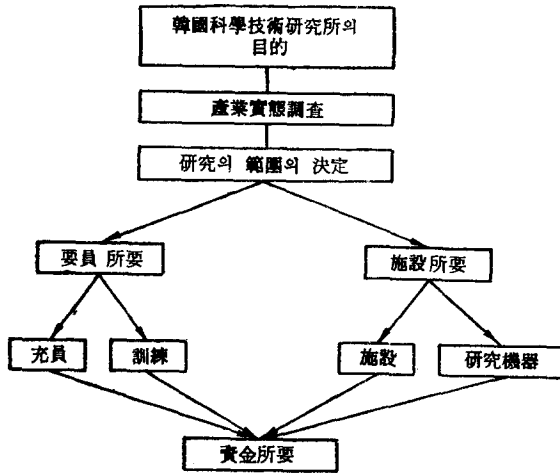 韓國科學技術研究所의
目的
產業實態調査
研究의 範圍의 決定
要員 所要
施設所要
充員
訓練
施設
研究機器
資金所要